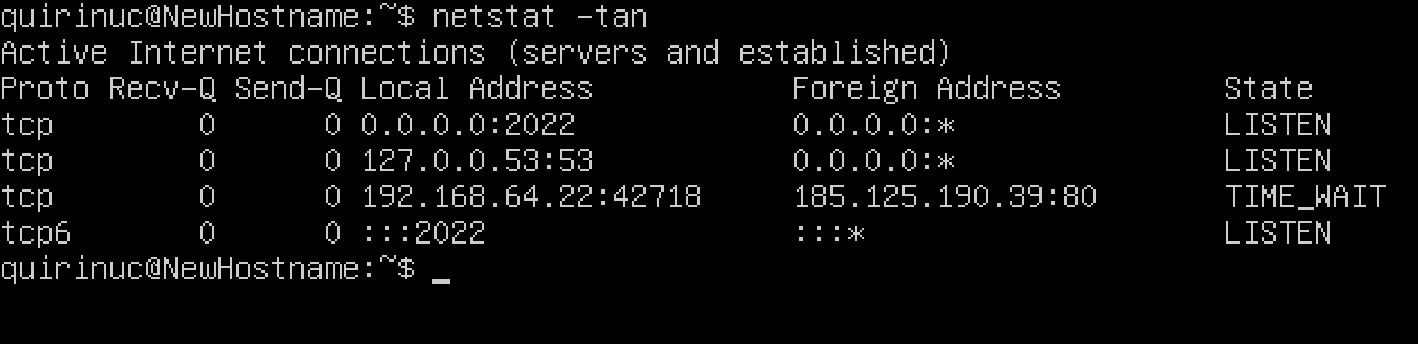 quirinuc@NewHostname:~$ netstat -tan
Active Internet connections (servers and established)
Proto Recv-Q Send-Q Local Address           Foreign Address         State
tcp        0      0 0.0.0.0:2022            0.0.0.0:*               LISTEN
tcp        0      0 127.0.0.53:53           0.0.0.0:*               LISTEN
tcp        0      0 192.168.64.22:42718     185.125.190.39:80       TIME_WAIT
tcp6       0      0 :::2022                 :::*                    LISTEN
quirinuc@NewHostname:~$ _